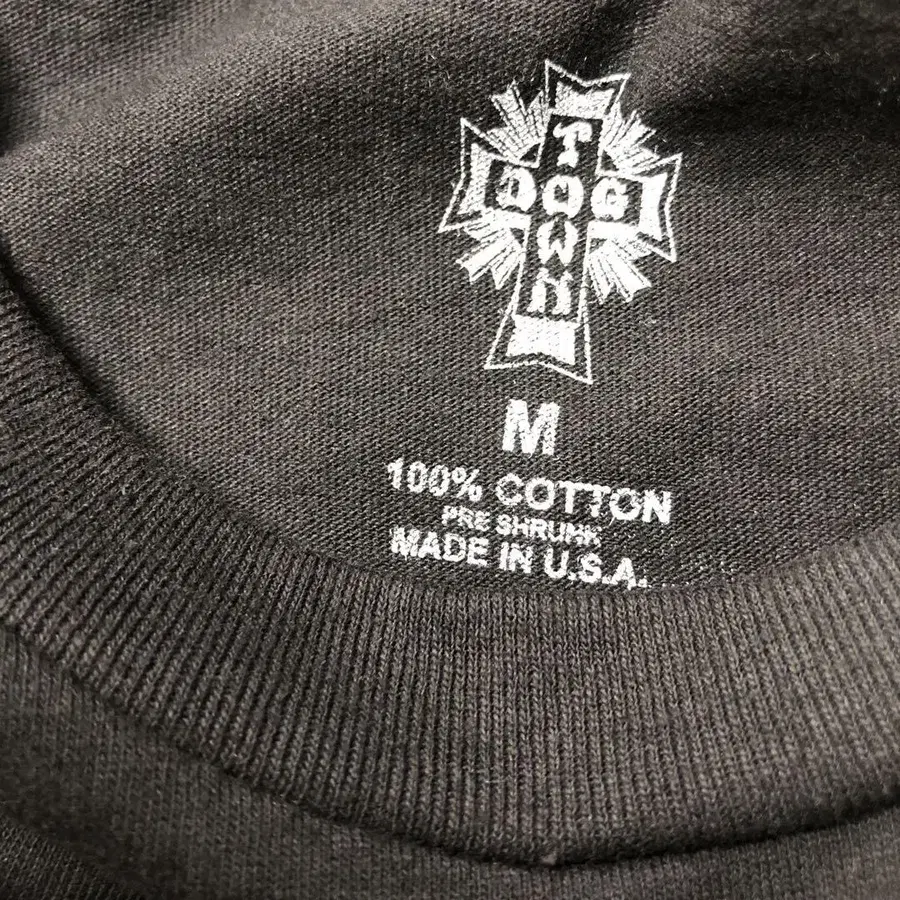 DOG
TOWN
M
100% COTTON
PRE SHRUNK
MADE IN U.S.A.